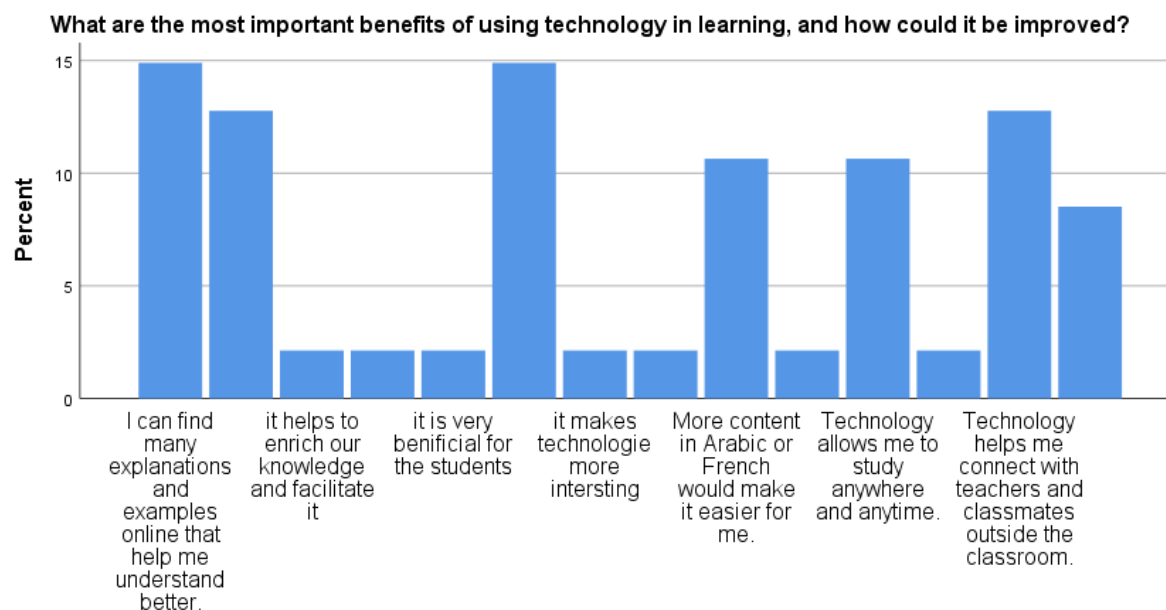 What are the most important benefits of using technology in learning, and how could it be improved?
Percent
15
10
5
0
I can find
many
explanations
and
examples
online that
help me
understand
better.
it helps to
enrich our
knowledge
and facilitate
it
it is very
benificial for
the students
it makes
technologie
more
intersting
More content
in Arabic or
French
would make
it easier for
me.
Technology
allows me to
study
anywhere
and anytime.
Technology
helps me
connect with
teachers and
classmates
outside the
classroom.